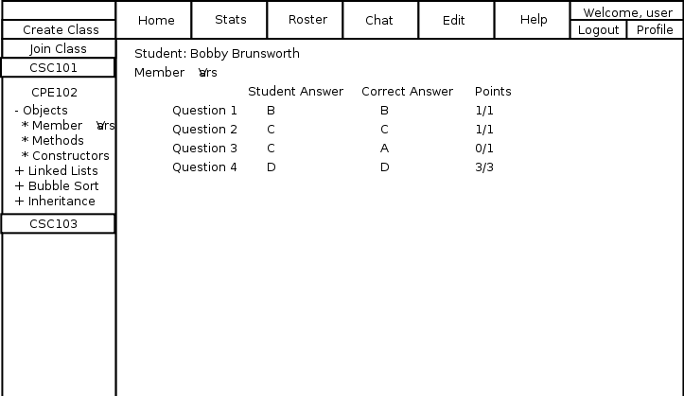 Home Stats Roster Chat Edit Help Welcome, user
Logout Profile
Create Class
Join Class
CSC101
CPE102
- Objects
* Member Vars
* Methods
* Constructors
+ Linked Lists
+ Bubble Sort
+ Inheritance
CSC103
Student: Bobby Brunsworth
Member Vars
Student Answer Correct Answer Points
Question 1 B B 1/1
Question 2 C C 1/1
Question 3 C A 0/1
Question 4 D D 3/3